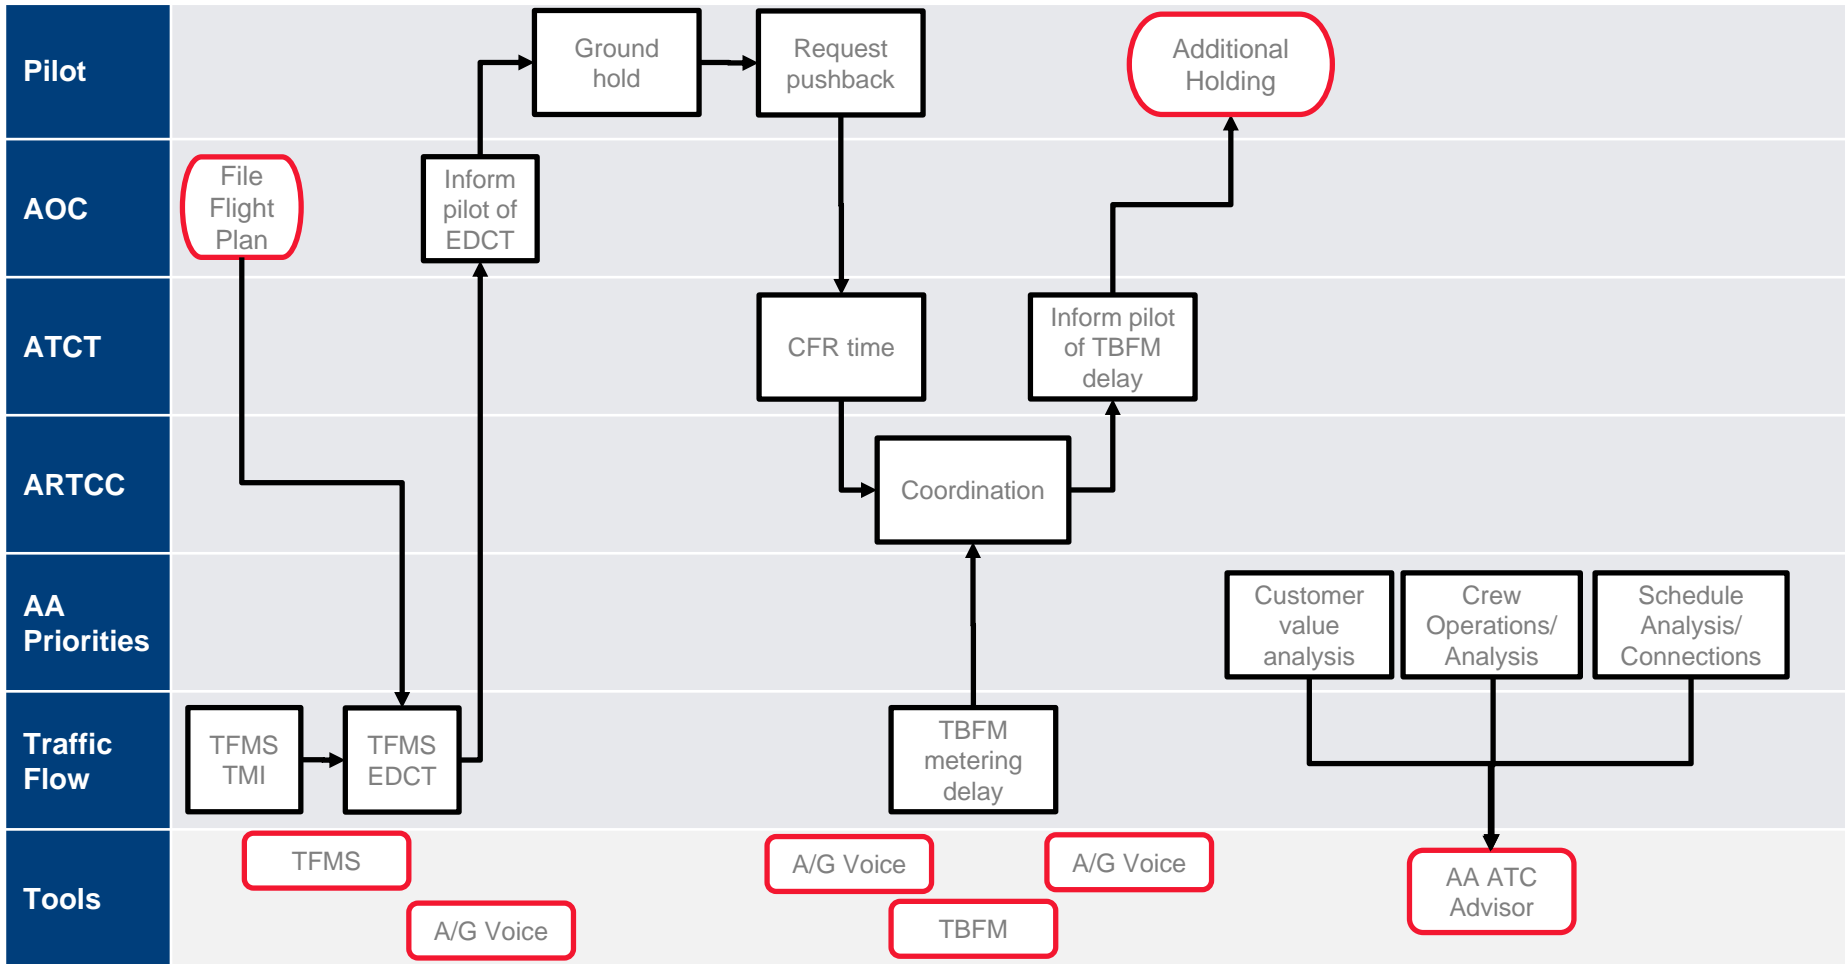 Pilot
Ground
hold
Request
pushback
Additional
Holding
AOC
File
Flight
Plan
Inform
pilot of
EDCT
ATCT
CFR time
Inform pilot
of TBFM
delay
ARTCC
Coordination
AA
Priorities
Customer
value
analysis
Crew
Operations/
Analysis
Schedule
Analysis/
Connections
Traffic
Flow
TFMS
TMI
TFMS
EDCT
TBFM
metering
delay
Tools
TFMS
A/G Voice
A/G Voice
TBFM
A/G Voice
AA ATC
Advisor